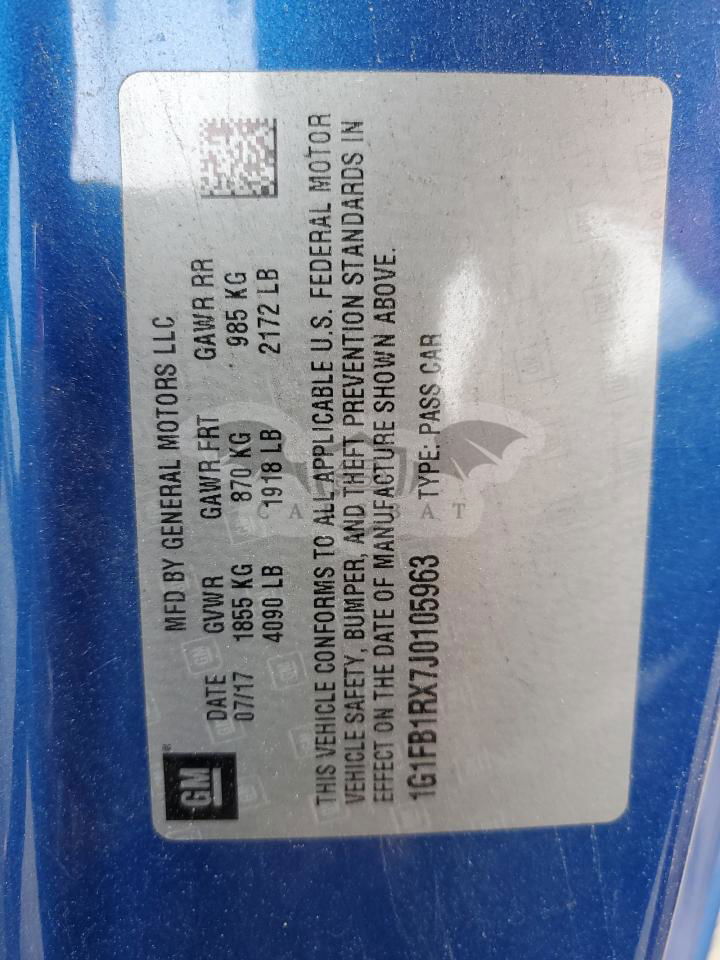 GM®
MFD BY GENERAL MOTORS LLC
DATE GVWR GAWR FRT GAWR RR
07/17 1855 KG 870 KG 985 KG
4090 LB 1918 LB 2172 LB
THIS VEHICLE CONFORMS TO ALL APPLICABLE U.S. FEDERAL MOTOR
VEHICLE SAFETY, BUMPER, AND THEFT PREVENTION STANDARDS IN
EFFECT ON THE DATE OF MANUFACTURE SHOWN ABOVE.
1G1FB1RX7J0105963 TYPE: PASS CAR